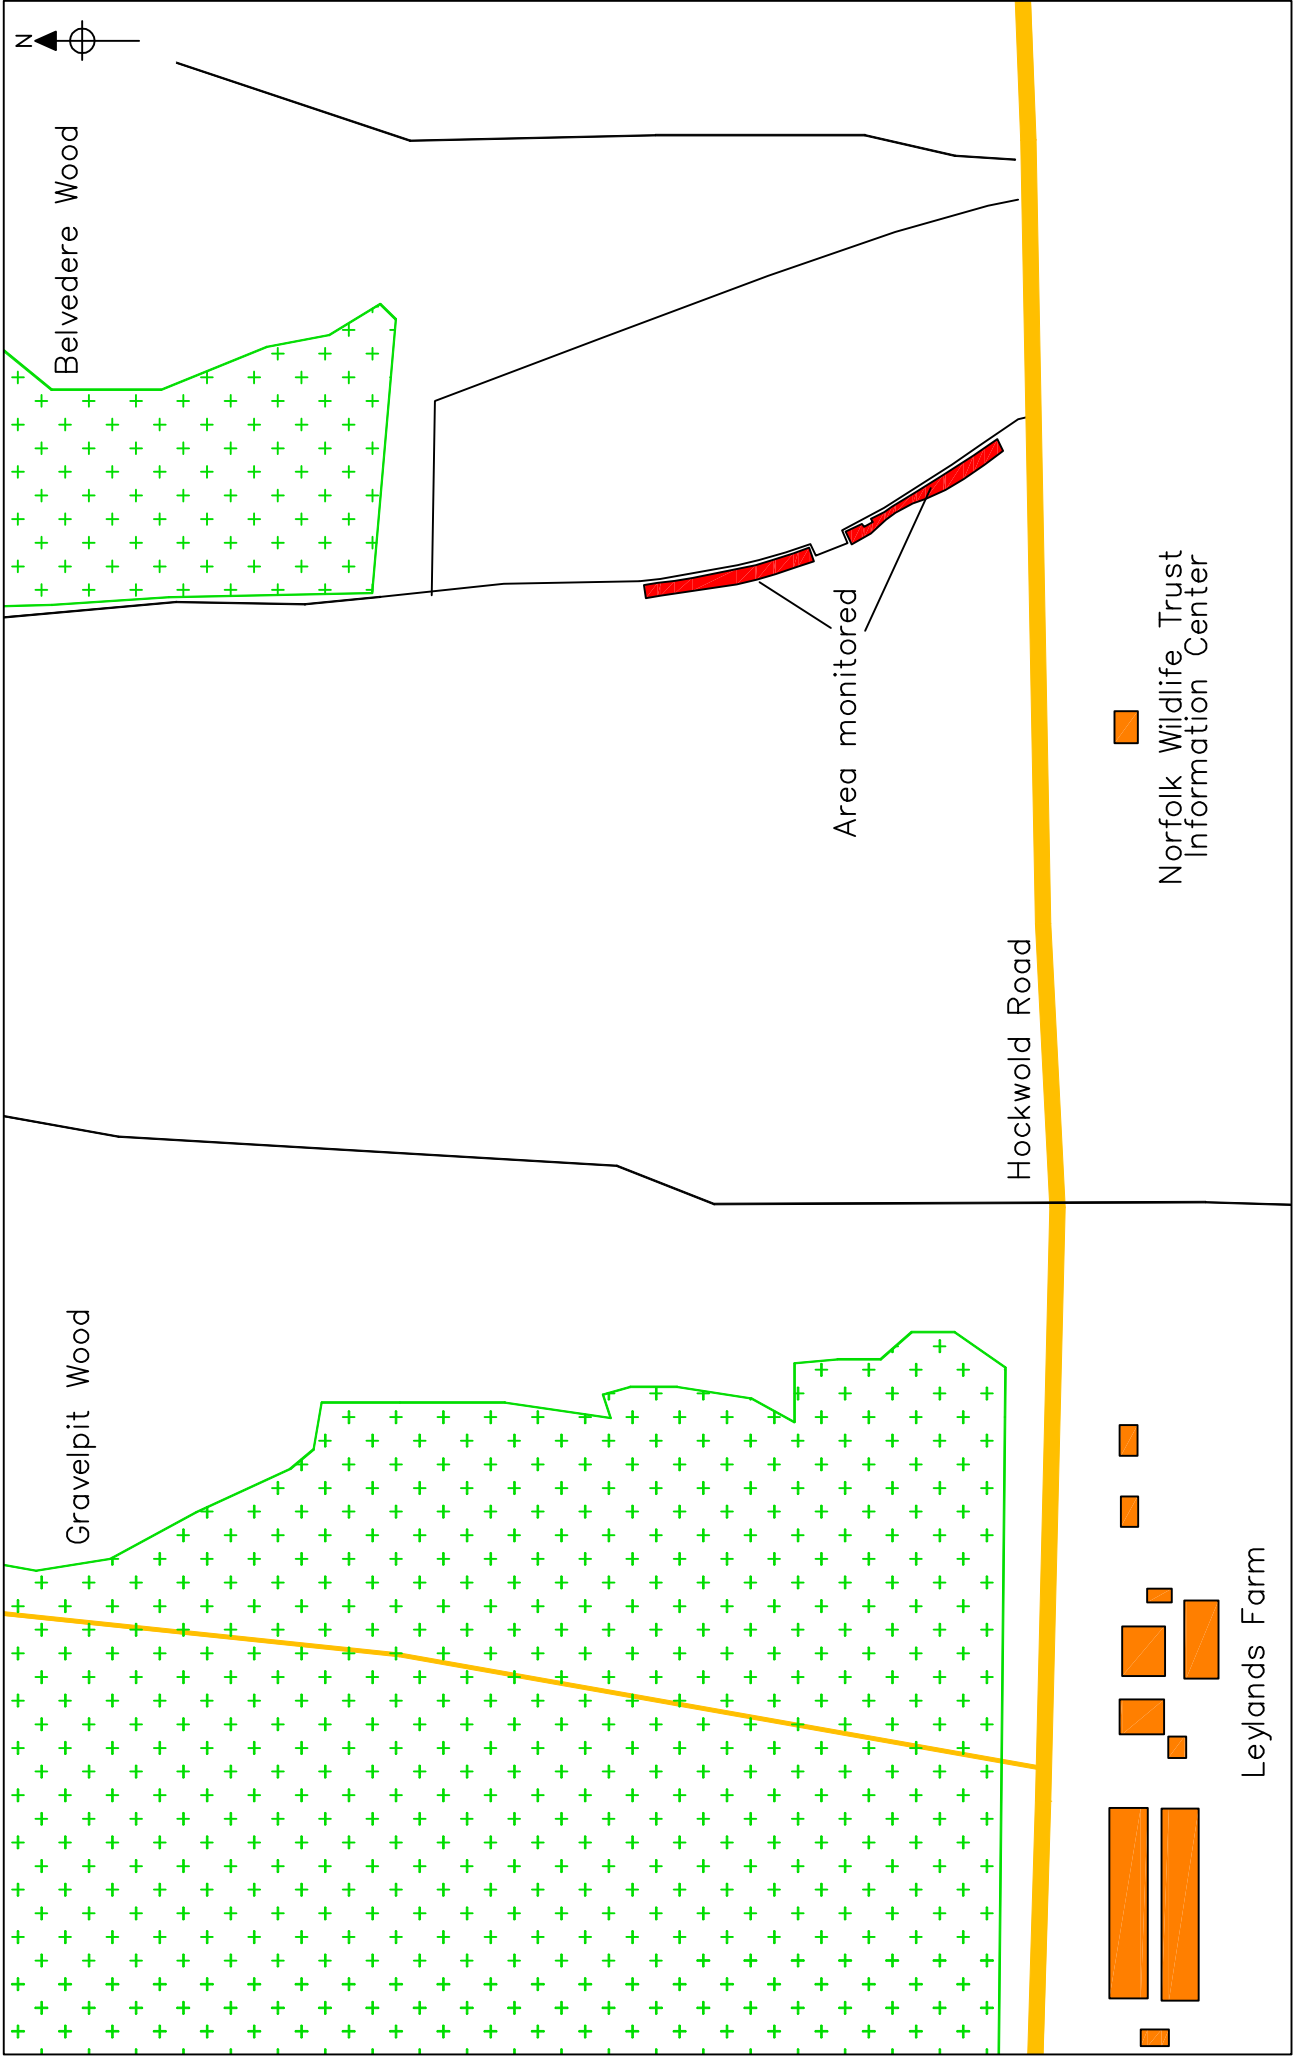 N
Belvedere Wood
Gravelpit Wood
Area monitored
Hockwold Road
Norfolk Wildlife Trust
Information Center
Leylands Farm